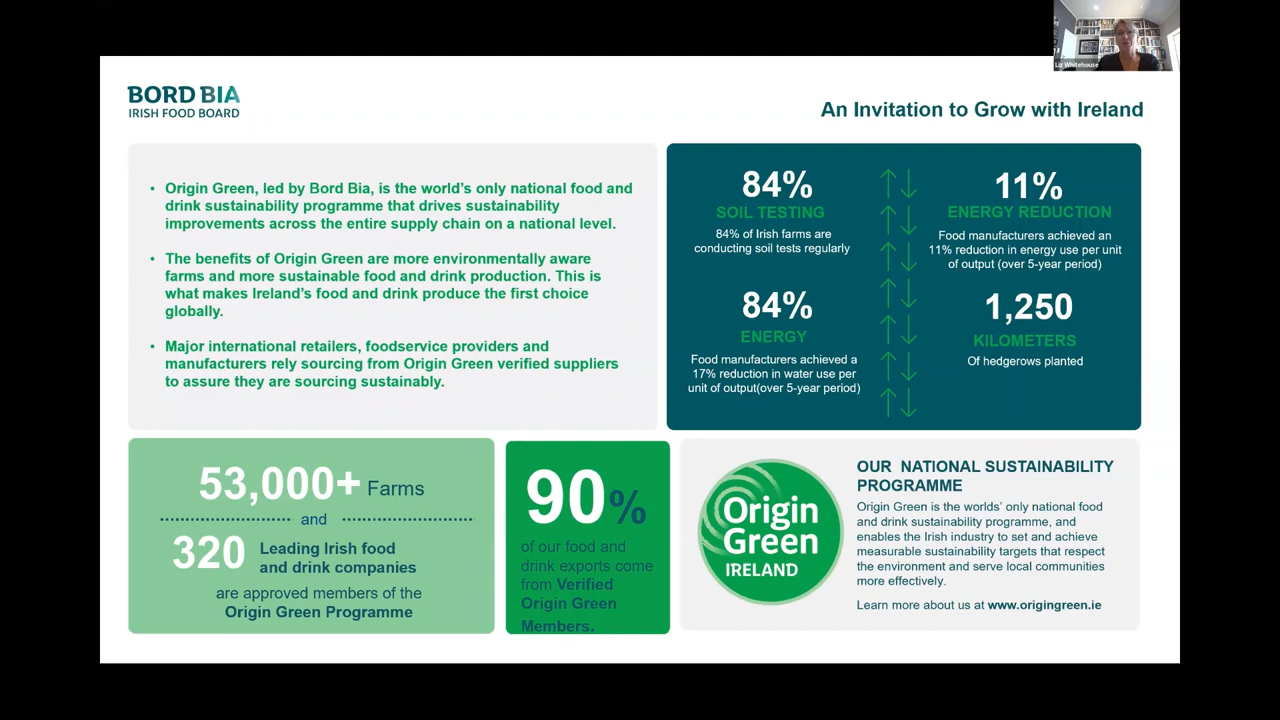 Liz Whitehouse
BORD BIA
IRISH FOOD BOARD
An Invitation to Grow with Ireland
• Origin Green, led by Bord Bia, is the world's only national food and
drink sustainability programme that drives sustainability
improvements across the entire supply chain on a national level.
• The benefits of Origin Green are more environmentally aware
farms and more sustainable food and drink production. This is
what makes Ireland's food and drink produce the first choice
globally.
• Major international retailers, foodservice providers and
manufacturers rely sourcing from Origin Green verified suppliers
to assure they are sourcing sustainably.
84%
SOIL TESTING
84% of Irish farms are
conducting soil tests regularly
11%
ENERGY REDUCTION
Food manufacturers achieved an
11% reduction in energy use per unit
of output (over 5-year period)
84%
ENERGY
Food manufacturers achieved a
17% reduction in water use per
unit of output(over 5-year period)
1,250
KILOMETERS
Of hedgerows planted
53,000+ Farms
and
320 Leading Irish food
and drink companies
are approved members of the
Origin Green Programme
90%
of our food and
drink exports come
from Verified
Origin Green
Members.
Origin
Green
IRELAND
OUR NATIONAL SUSTAINABILITY
PROGRAMME
Origin Green is the worlds' only national food
and drink sustainability programme, and
enables the Irish industry to set and achieve
measurable sustainability targets that respect
the environment and serve local communities
more effectively.
Learn more about us at www.origingreen.ie